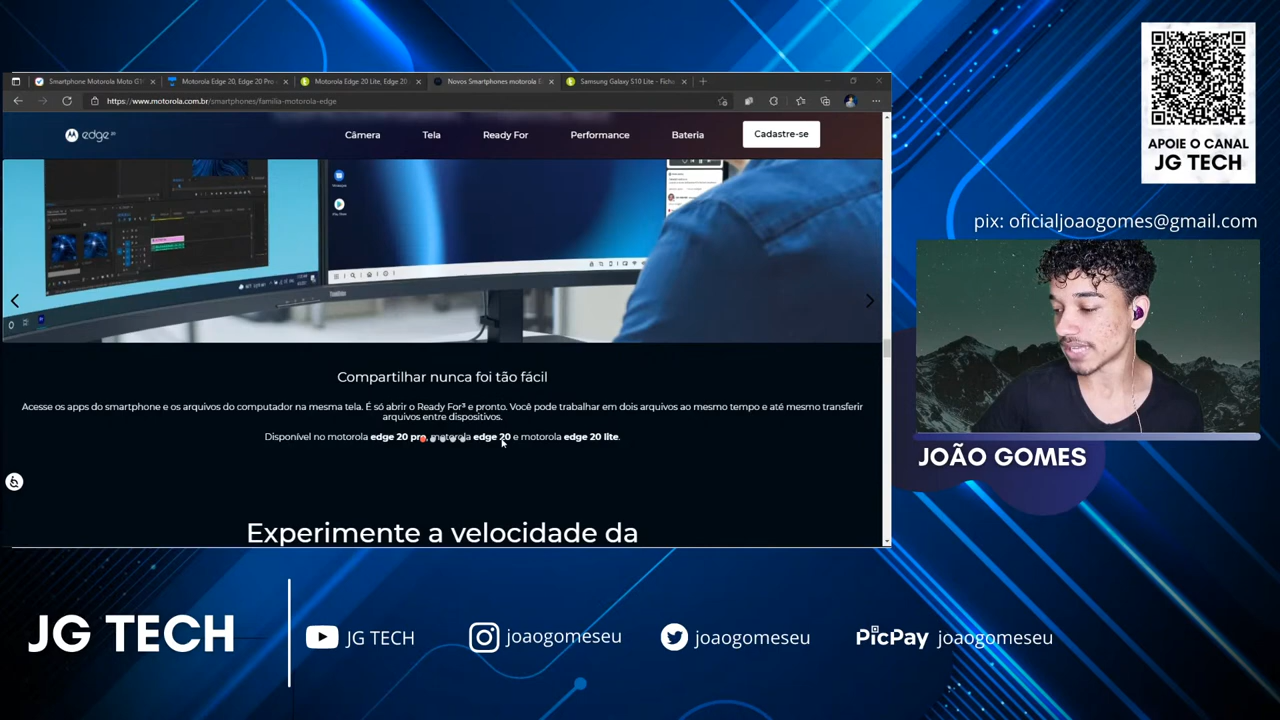 Smartphone Motorola Moto G1
Motorola Edge 20, Edge 20 Pro
Motorola Edge 20 Lite, Edge 20
Novos Smartphones motorola E
Samsung Galaxy S10 Lite - Fich
https://www.motorola.com.br/smartphones/familia-motorola-edge
edge 20
Câmera
Tela
Ready For
Performance
Bateria
Cadastre-se
Compartilhar nunca foi tão fácil
Acesse os apps do smartphone e os arquivos do computador na mesma tela. É só abrir o Ready For³ e pronto. Você pode trabalhar em dois arquivos ao mesmo tempo e até mesmo transferir
arquivos entre dispositivos.
Disponível no motorola edge 20 pro, motorola edge 20 e motorola edge 20 lite.
Experimente a velocidade da
APOIE O CANAL
JG TECH
pix: oficialjoaogomes@gmail.com
JOÃO GOMES
JG TECH
JG TECH
joaogomeseu
joaogomeseu
PicPay joaogomeseu